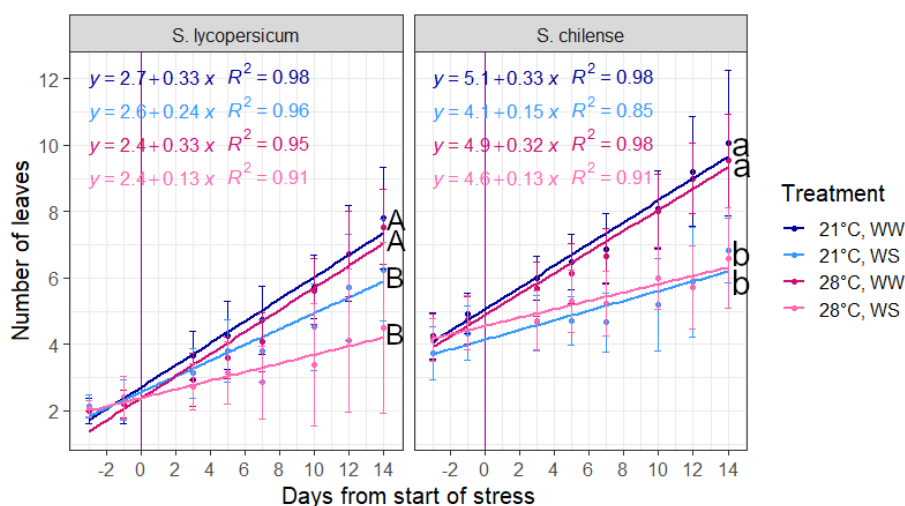 S. lycopersicum
S. chilense
y=2.7+0.33 x R² = 0.98
y=2.6+0.24 x R² = 0.96
y=2.4+0.33 x R² = 0.95
y=2.4+0.13 x R² = 0.91
y=5.1+0.33 x R² = 0.98
y=4.1+0.15 x R² = 0.85
y=4.9+0.32 x R² = 0.98
y=4.6+0.13 x R² = 0.91
A
A
B
B
a
a
b
b
Number of leaves
12
10
8
6
4
2
-2 0 2 4 6 8 10 12 14
-2 0 2 4 6 8 10 12 14
Days from start of stress
Treatment
21°C, WW
21°C, WS
28°C, WW
28°C, WS